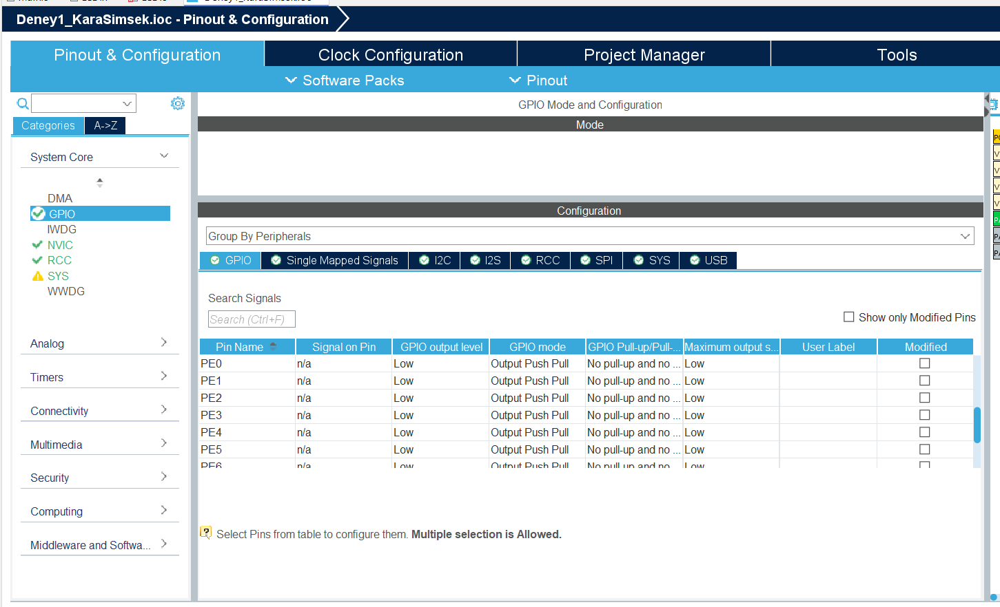 Deney1_KaraSimsek.ioc - Pinout & Configuration
Pinout & Configuration
Clock Configuration
Project Manager
Tools
Software Packs
Pinout
Categories
A->Z
System Core
DMA
GPIO
IWDG
NVIC
RCC
SYS
WWDG
Analog
Timers
Connectivity
Multimedia
Security
Computing
Middleware and Softwa...
GPIO Mode and Configuration
Mode
Configuration
Group By Peripherals
GPIO
Single Mapped Signals
I2C
I2S
RCC
SPI
SYS
USB
Search Signals
Search (Ctrl+F)
Show only Modified Pins
Pin Name Signal on Pin GPIO output level GPIO mode GPIO Pull-up/Pull-... Maximum output s... User Label Modified
PE0 n/a Low Output Push Pull No pull-up and no ... Low
PE1 n/a Low Output Push Pull No pull-up and no ... Low
PE2 n/a Low Output Push Pull No pull-up and no ... Low
PE3 n/a Low Output Push Pull No pull-up and no ... Low
PE4 n/a Low Output Push Pull No pull-up and no ... Low
PE5 n/a Low Output Push Pull No pull-up and no ... Low
PE6 n/a Low Output Push Pull No pull-up and no ... Low
Select Pins from table to configure them. Multiple selection is Allowed.